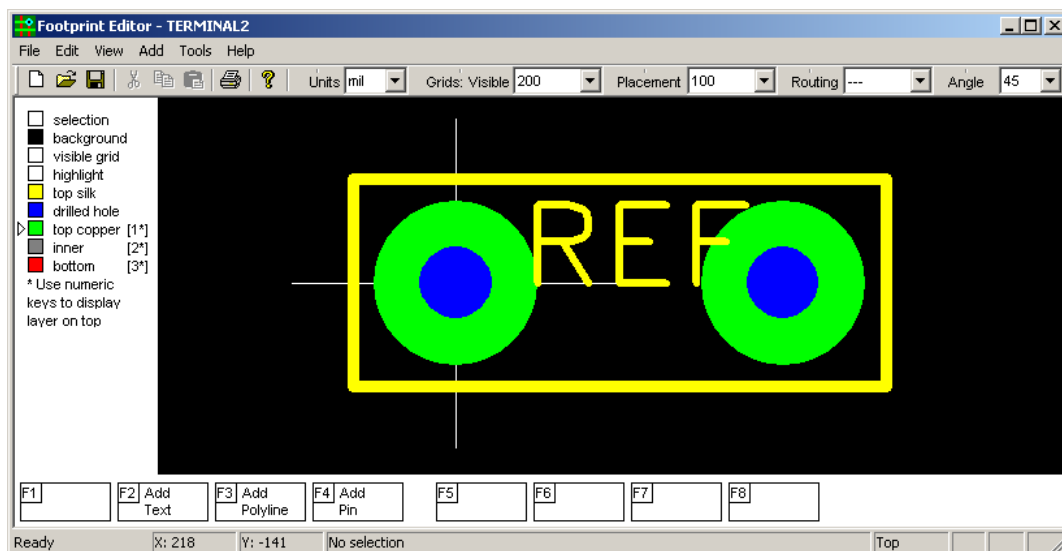 Footprint Editor - TERMINAL2
File Edit View Add Tools Help
Units mil Grids: Visible 200 Placement 100 Routing --- Angle 45
selection
background
visible grid
highlight
top silk
drilled hole
top copper [1*]
inner [2*]
bottom [3*]
* Use numeric
keys to display
layer on top
REF
F1 F2 Add F3 Add F4 Add F5 F6 F7 F8
Text Polyline Pin
Ready X: 218 Y: -141 No selection Top